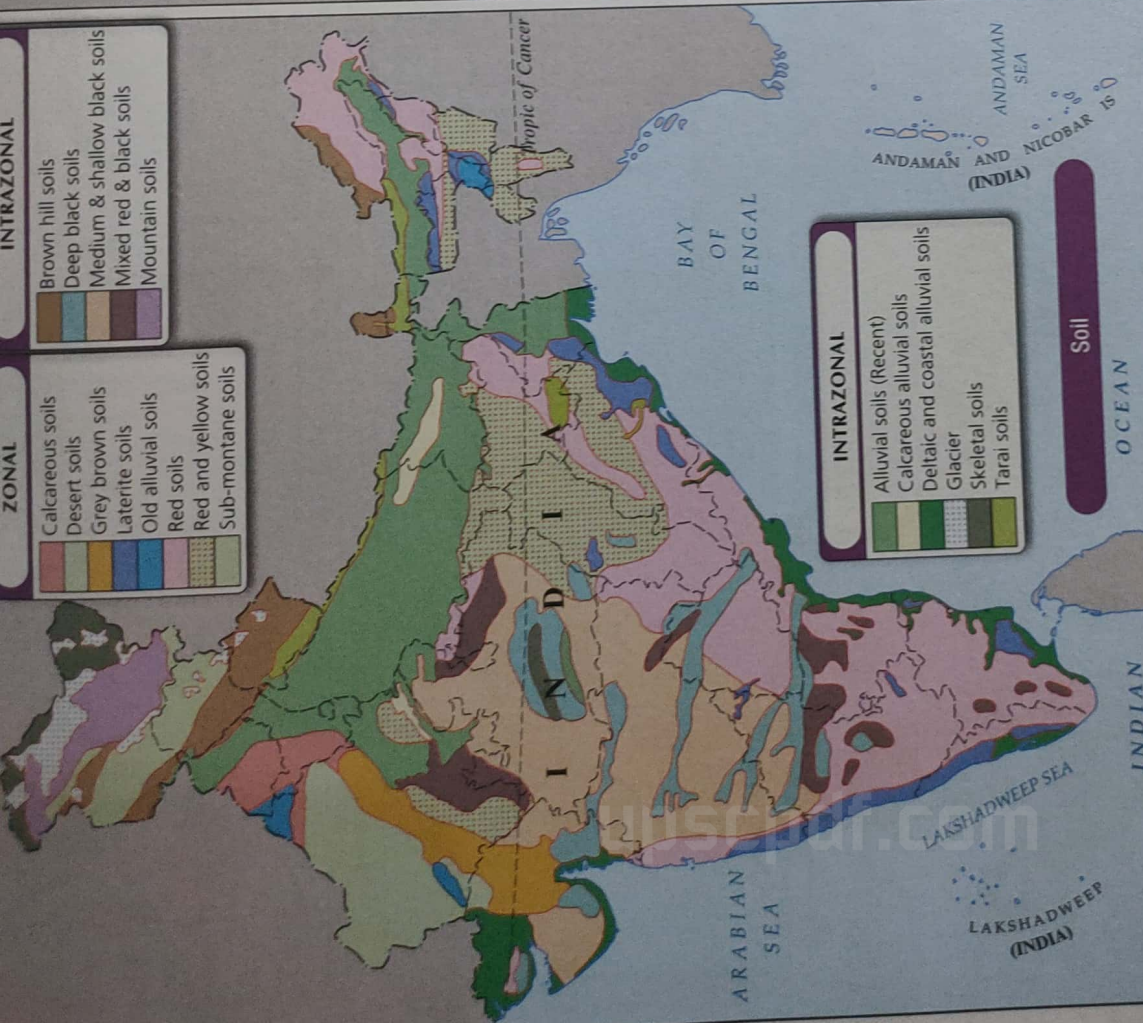 ZONAL
Calcareous soils
Desert soils
Grey brown soils
Laterite soils
Old alluvial soils
Red soils
Red and yellow soils
Sub-montane soils
INTRAZONAL
Brown hill soils
Deep black soils
Medium & shallow black soils
Mixed red & black soils
Mountain soils
Tropic of Cancer
I N D I A
ARABIAN
SEA
BAY
OF
BENGAL
ANDAMAN
SEA
ANDAMAN AND NICOBAR IS
(INDIA)
INTRAZONAL
Alluvial soils (Recent)
Calcareous alluvial soils
Deltaic and coastal alluvial soils
Glacier
Skeletal soils
Tarai soils
LAKSHADWEEP SEA
LAKSHADWEEP
(INDIA)
Soil
INDIAN OCEAN
upscpdf.com